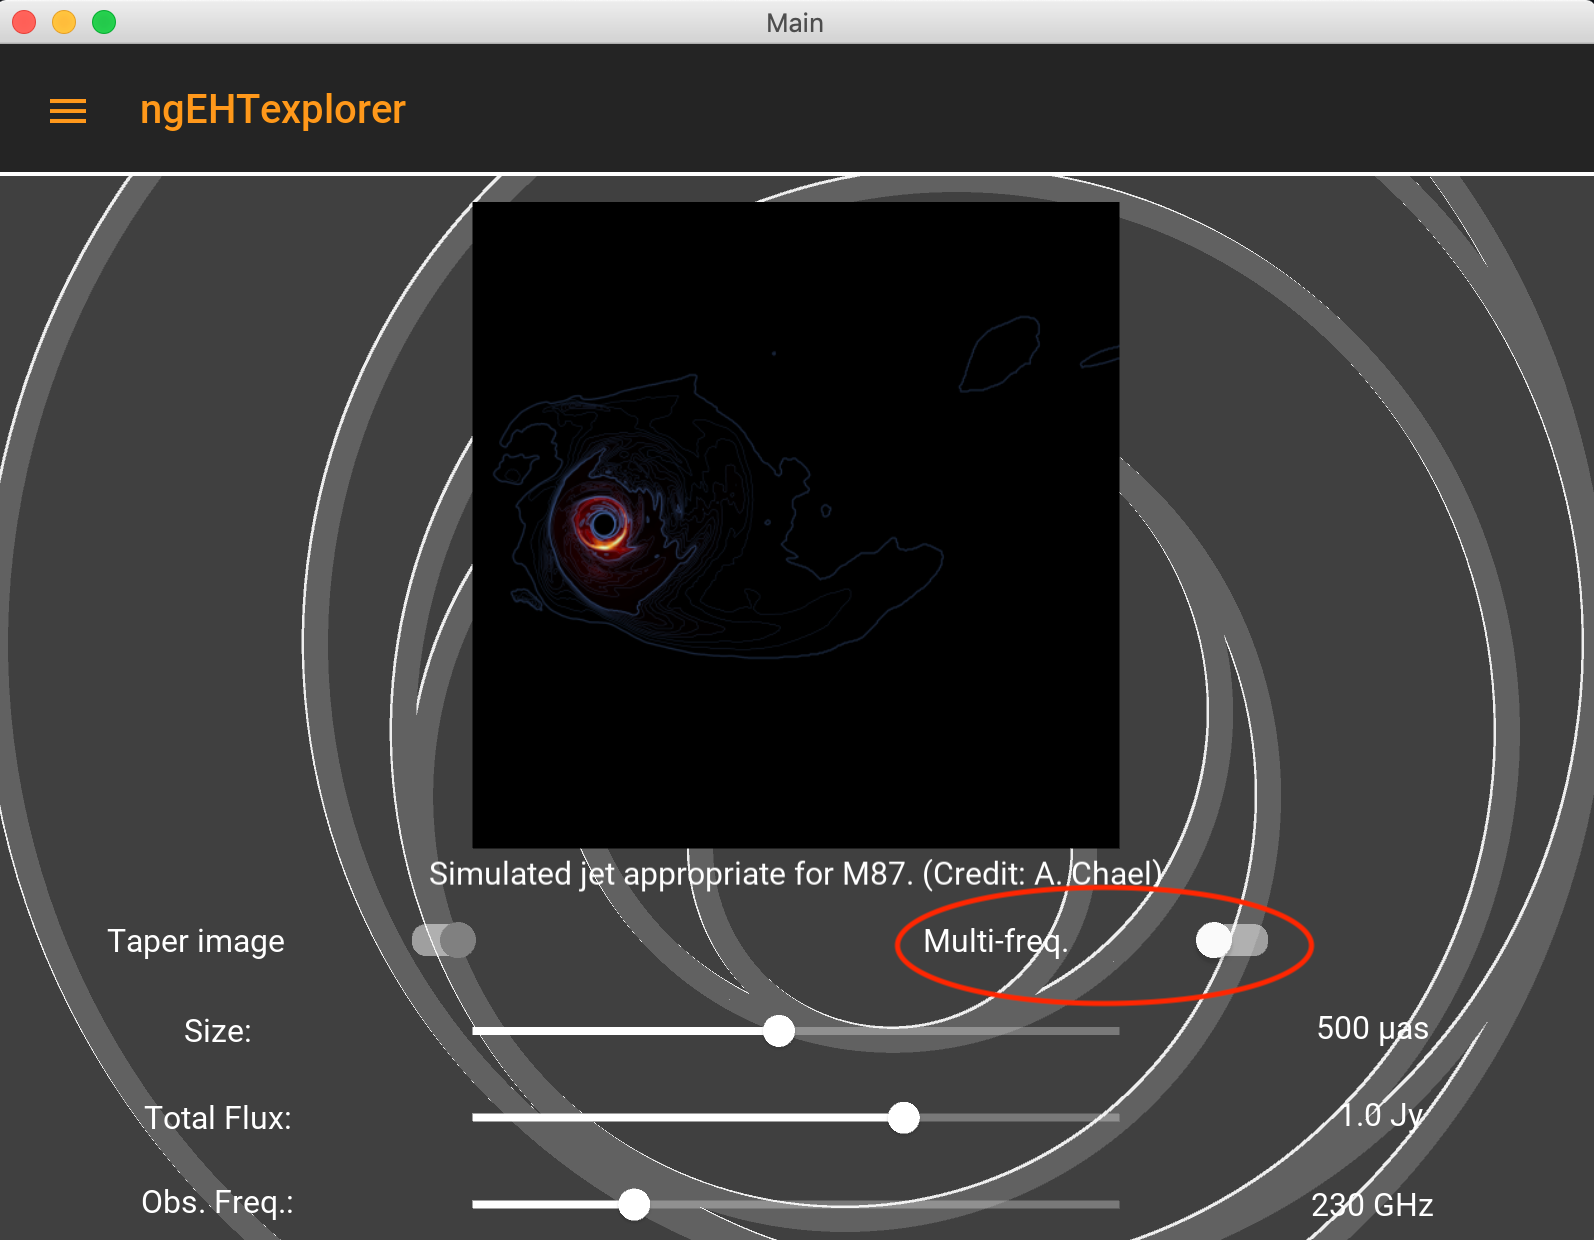 Main
ngEHTexplorer
Simulated jet appropriate for M87. (Credit: A. Chael)
Taper image
Multi-freq.
Size:
500 µas
Total Flux:
1.0 Jy
Obs. Freq.:
230 GHz